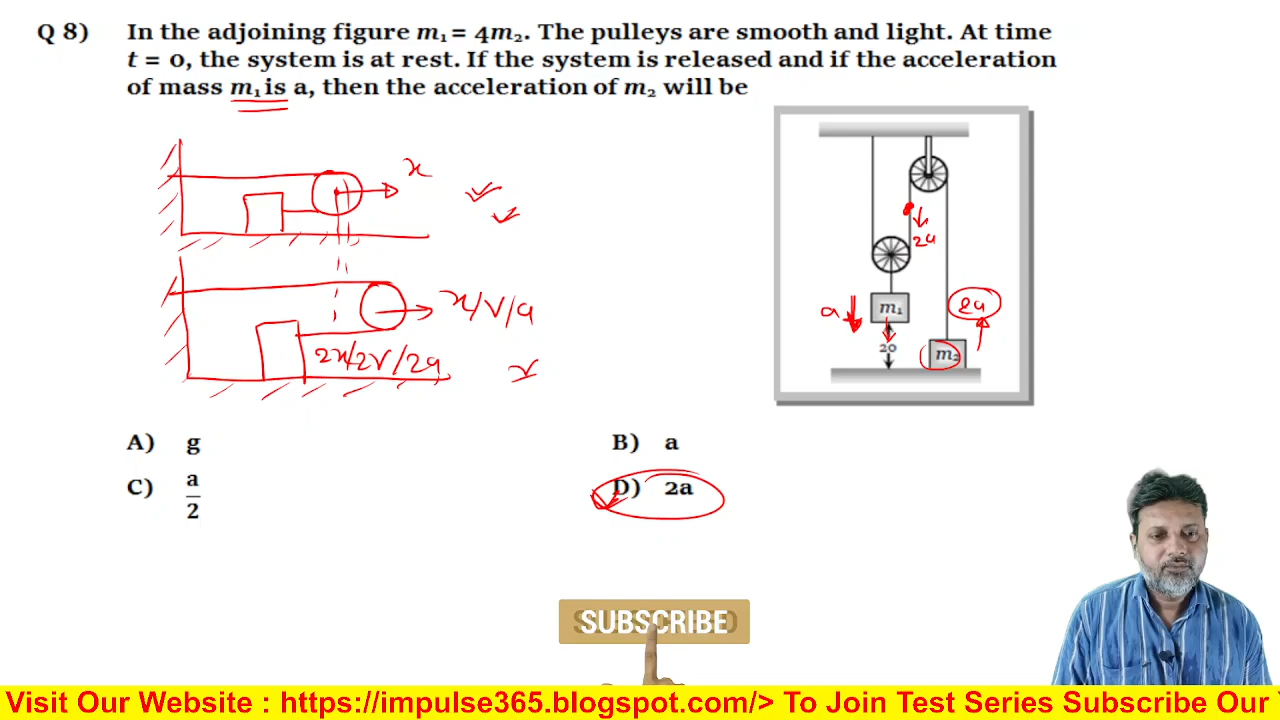 Q 8) In the adjoining figure m₁ = 4m₂. The pulleys are smooth and light. At time
t = 0, the system is at rest. If the system is released and if the acceleration
of mass m₁ is a, then the acceleration of m₂ will be
x
x/v/a
2x/2v/2a
2a
a
m₁
2a
20
m₂
A) g
B) a
C) a/2
D) 2a
SUBSCRIBE
Visit Our Website : https://impulse365.blogspot.com/> To Join Test Series Subscribe Our